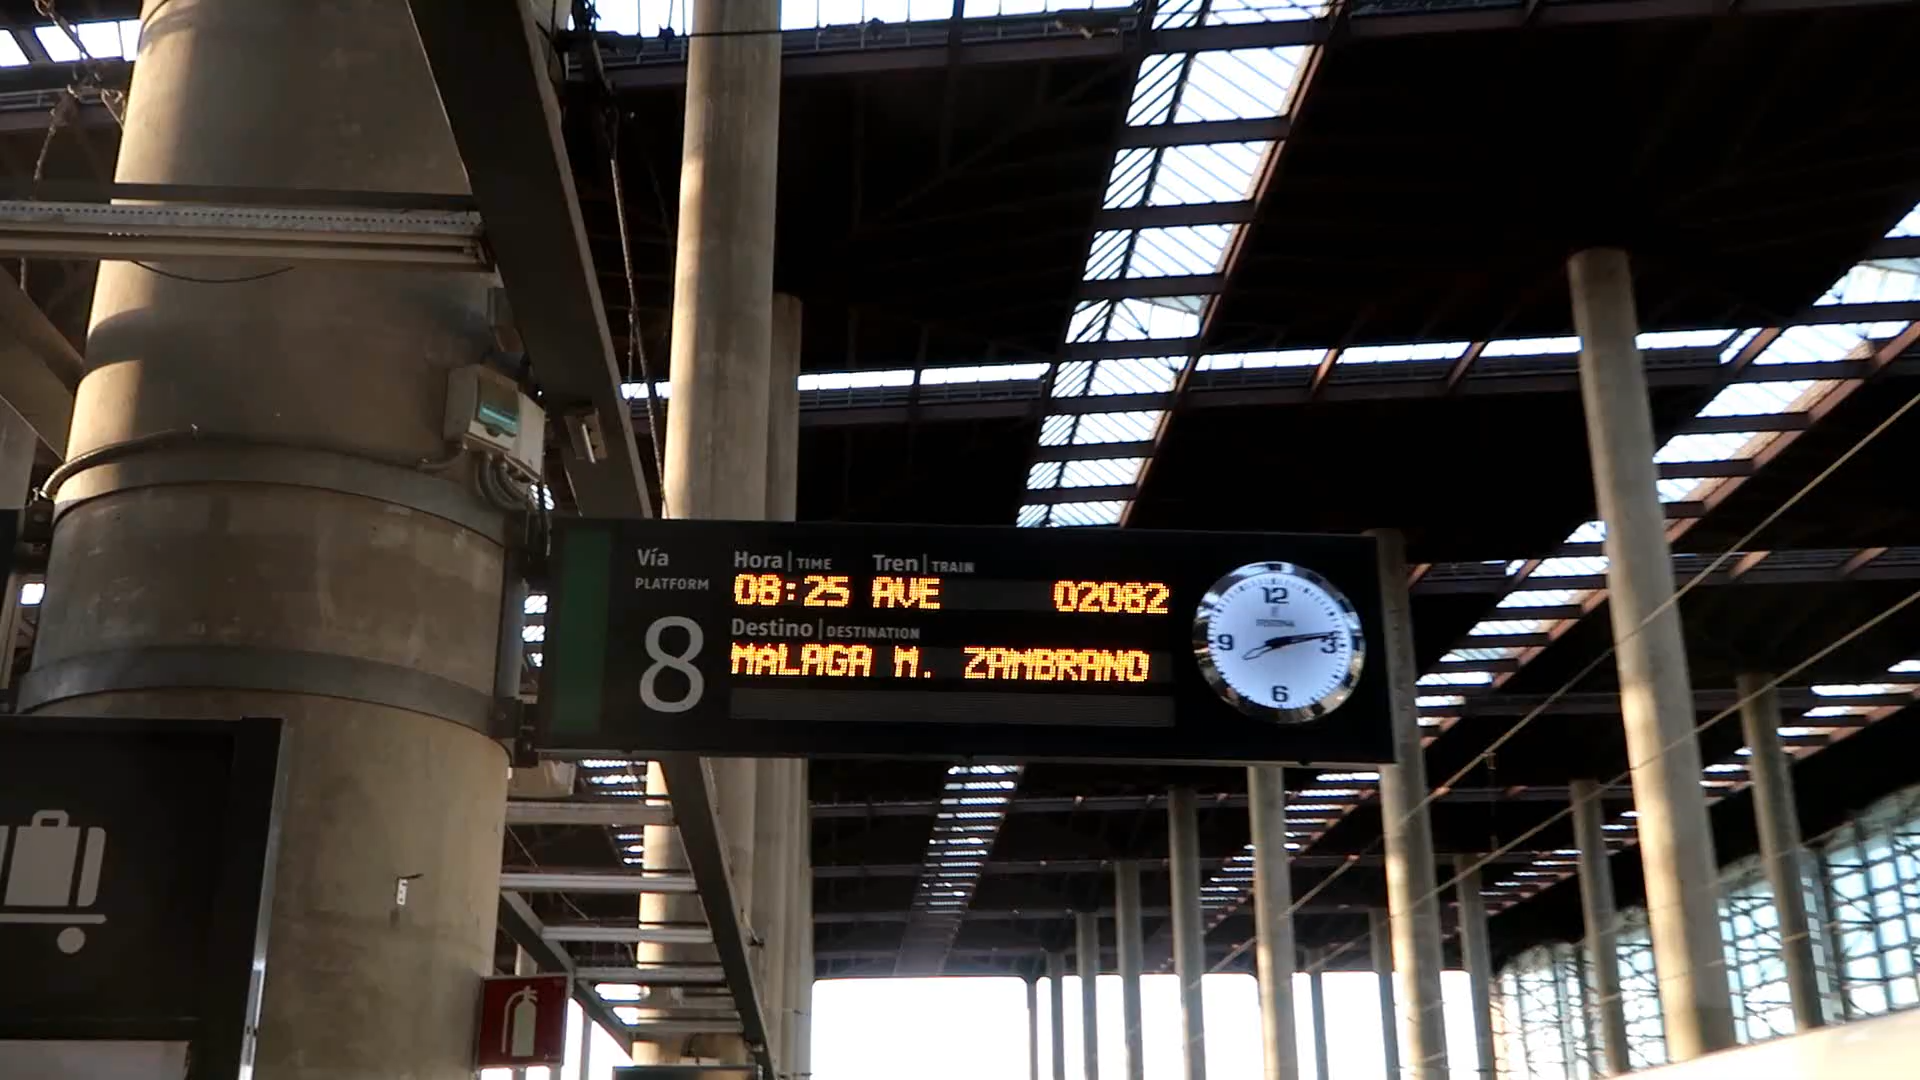 Vía
PLATFORM
8
Hora|TIME Tren|TRAIN
08:25 AVE 02082
Destino|DESTINATION
MALAGA M. ZAMBRANO
12
3
6
9
FESTINA